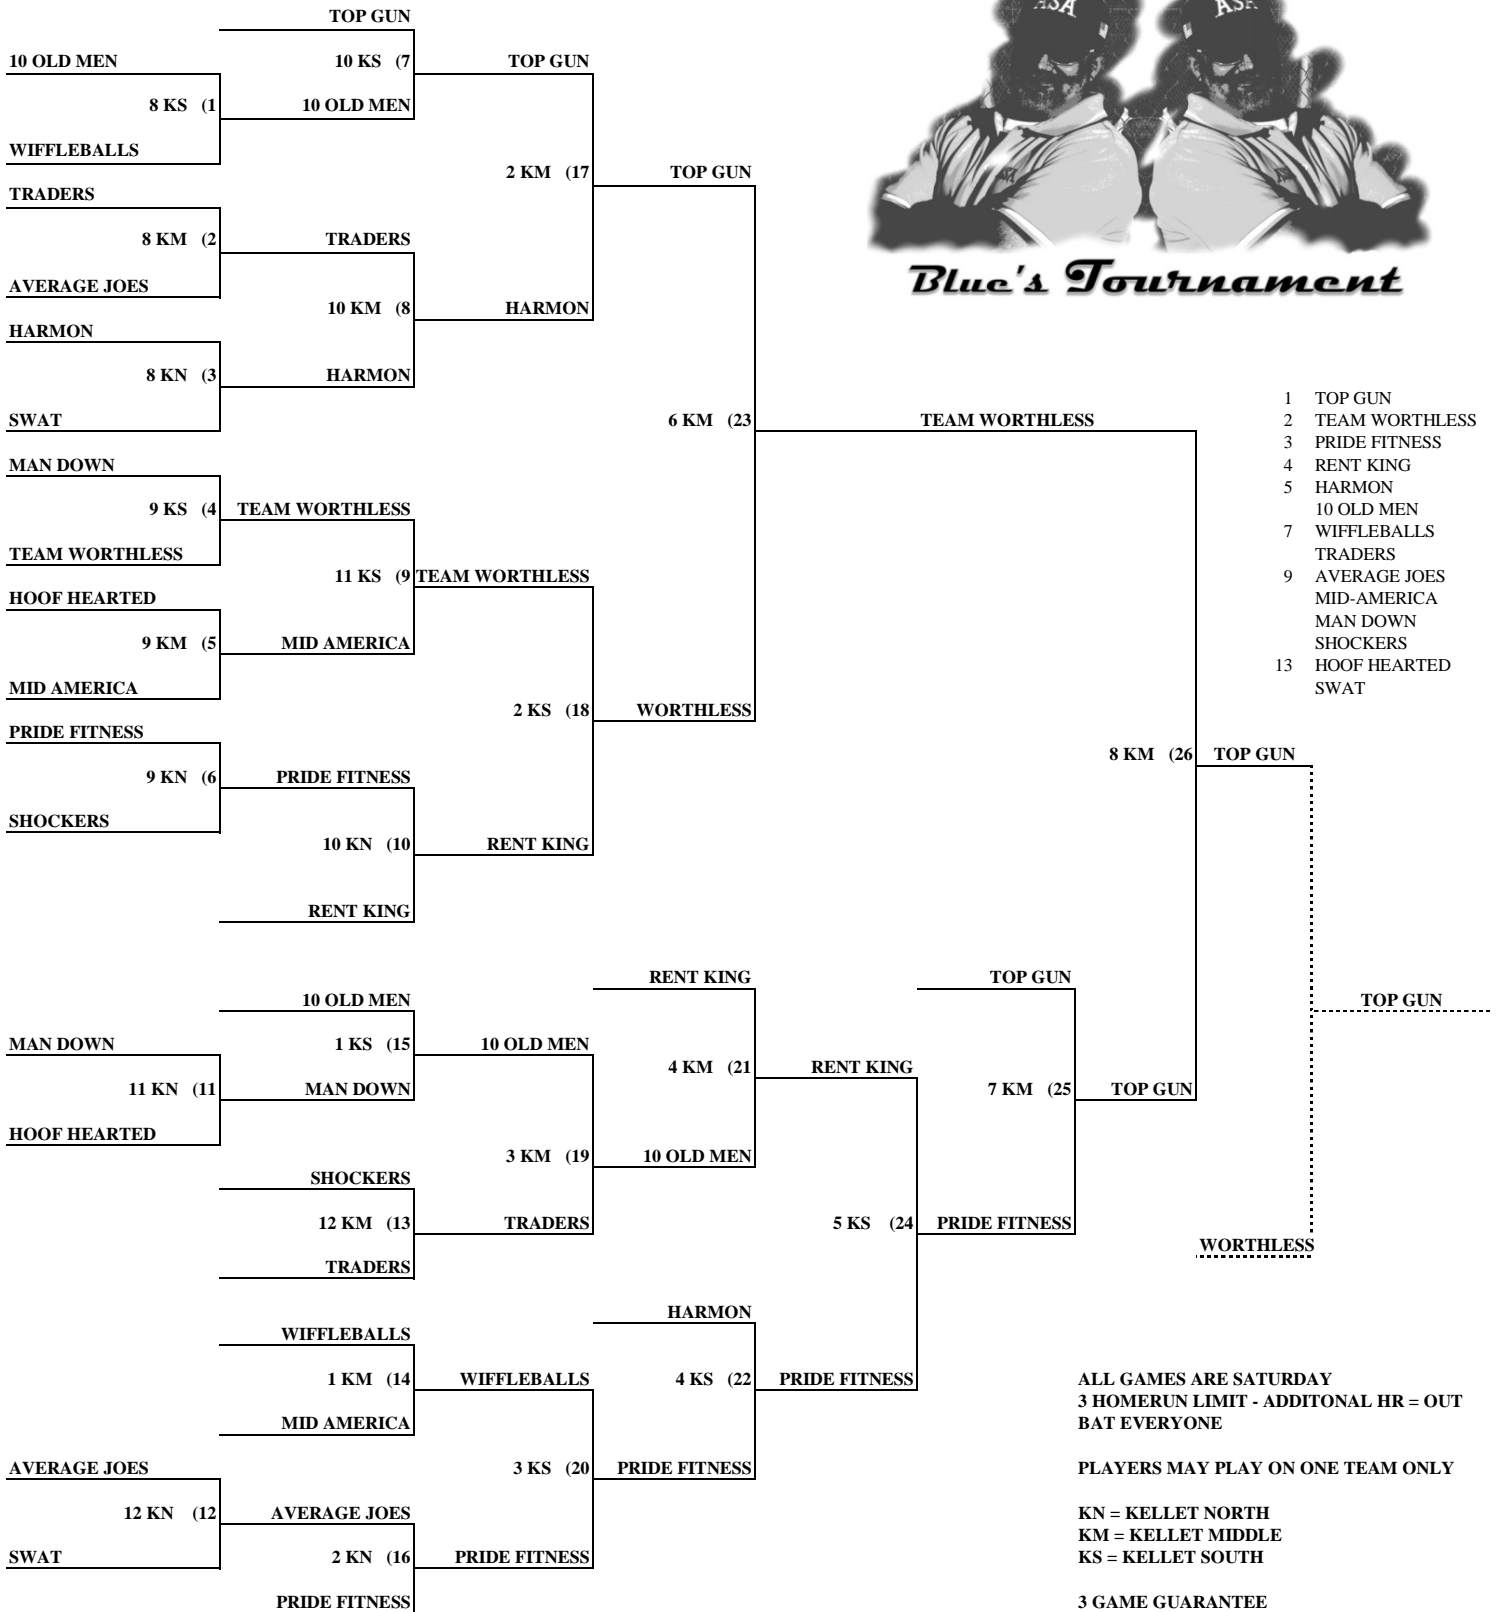 ASA ASA
Blue's Tournament
TOP GUN
10 OLD MEN 10 KS (7 TOP GUN
8 KS (1 10 OLD MEN
WIFFLEBALLS
2 KM (17 TOP GUN
TRADERS
8 KM (2 TRADERS
AVERAGE JOES
10 KM (8 HARMON
HARMON
8 KN (3 HARMON
SWAT
6 KM (23 TEAM WORTHLESS
MAN DOWN
9 KS (4 TEAM WORTHLESS
TEAM WORTHLESS
11 KS (9 TEAM WORTHLESS
HOOF HEARTED
9 KM (5 MID AMERICA
MID AMERICA
2 KS (18 WORTHLESS
PRIDE FITNESS
9 KN (6 PRIDE FITNESS
SHOCKERS
10 KN (10 RENT KING
RENT KING
1 TOP GUN
2 TEAM WORTHLESS
3 PRIDE FITNESS
4 RENT KING
5 HARMON
10 OLD MEN
7 WIFFLEBALLS
TRADERS
9 AVERAGE JOES
MID-AMERICA
MAN DOWN
SHOCKERS
13 HOOF HEARTED
SWAT
8 KM (26 TOP GUN
RENT KING TOP GUN
10 OLD MEN TOP GUN
MAN DOWN 1 KS (15 10 OLD MEN
4 KM (21 RENT KING
11 KN (11 MAN DOWN 7 KM (25 TOP GUN
HOOF HEARTED
3 KM (19 10 OLD MEN
SHOCKERS
12 KM (13 TRADERS 5 KS (24 PRIDE FITNESS
WORTHLESS
TRADERS
HARMON
WIFFLEBALLS
1 KM (14 WIFFLEBALLS 4 KS (22 PRIDE FITNESS
MID AMERICA
AVERAGE JOES 3 KS (20 PRIDE FITNESS
12 KN (12 AVERAGE JOES
SWAT 2 KN (16 PRIDE FITNESS
PRIDE FITNESS
ALL GAMES ARE SATURDAY
3 HOMERUN LIMIT - ADDITONAL HR = OUT
BAT EVERYONE
PLAYERS MAY PLAY ON ONE TEAM ONLY
KN = KELLET NORTH
KM = KELLET MIDDLE
KS = KELLET SOUTH
3 GAME GUARANTEE